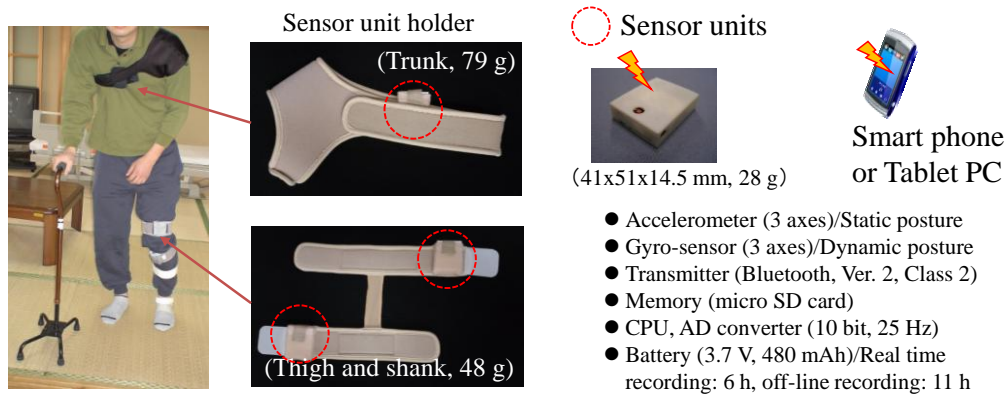 Sensor unit holder
(Trunk, 79 g)
(Thigh and shank, 48 g)
Sensor units
(41x51x14.5 mm, 28 g)
Smart phone
or Tablet PC
● Accelerometer (3 axes)/Static posture
● Gyro-sensor (3 axes)/Dynamic posture
● Transmitter (Bluetooth, Ver. 2, Class 2)
● Memory (micro SD card)
● CPU, AD converter (10 bit, 25 Hz)
● Battery (3.7 V, 480 mAh)/Real time
recording: 6 h, off-line recording: 11 h